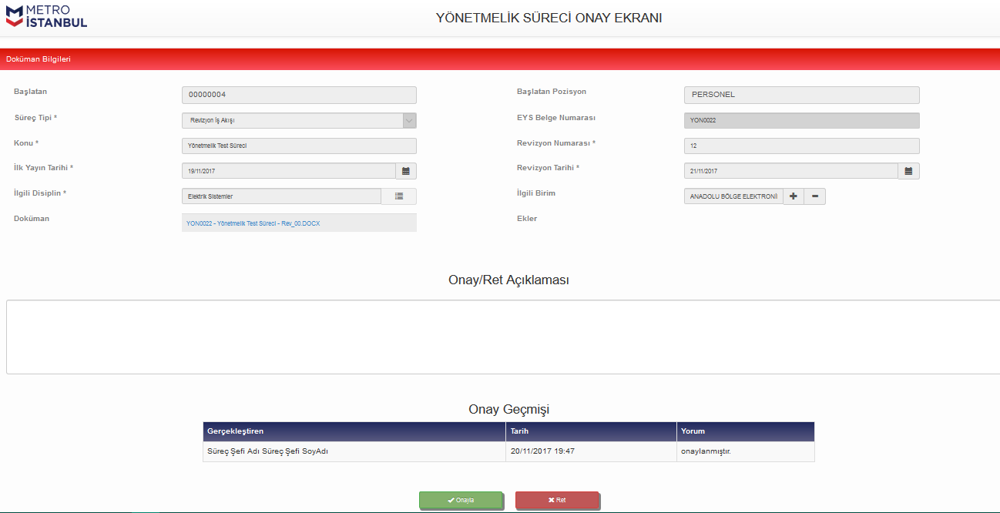 METRO
İSTANBUL
YÖNETMELİK SÜRECİ ONAY EKRANI
Doküman Bilgileri
Başlatan 00000004 Başlatan Pozisyon PERSONEL
Süreç Tipi * Revizyon İş Akışı EYS Belge Numarası YON0022
Konu * Yönetmelik Test Süreci Revizyon Numarası * 12
İlk Yayın Tarihi * 19/11/2017 Revizyon Tarihi * 21/11/2017
İlgili Disiplin * Elektrik Sistemler İlgili Birim ANADOLU BÖLGE ELEKTRONİ
Doküman YON0022 - Yönetmelik Test Süreci - Rev_00.DOCX Ekler
Onay/Ret Açıklaması
Onay Geçmişi
Gerçekleştiren Tarih Yorum
Süreç Şefi Adı Süreç Şefi SoyAdı 20/11/2017 19:47 onaylanmıştır.
Onayla Ret